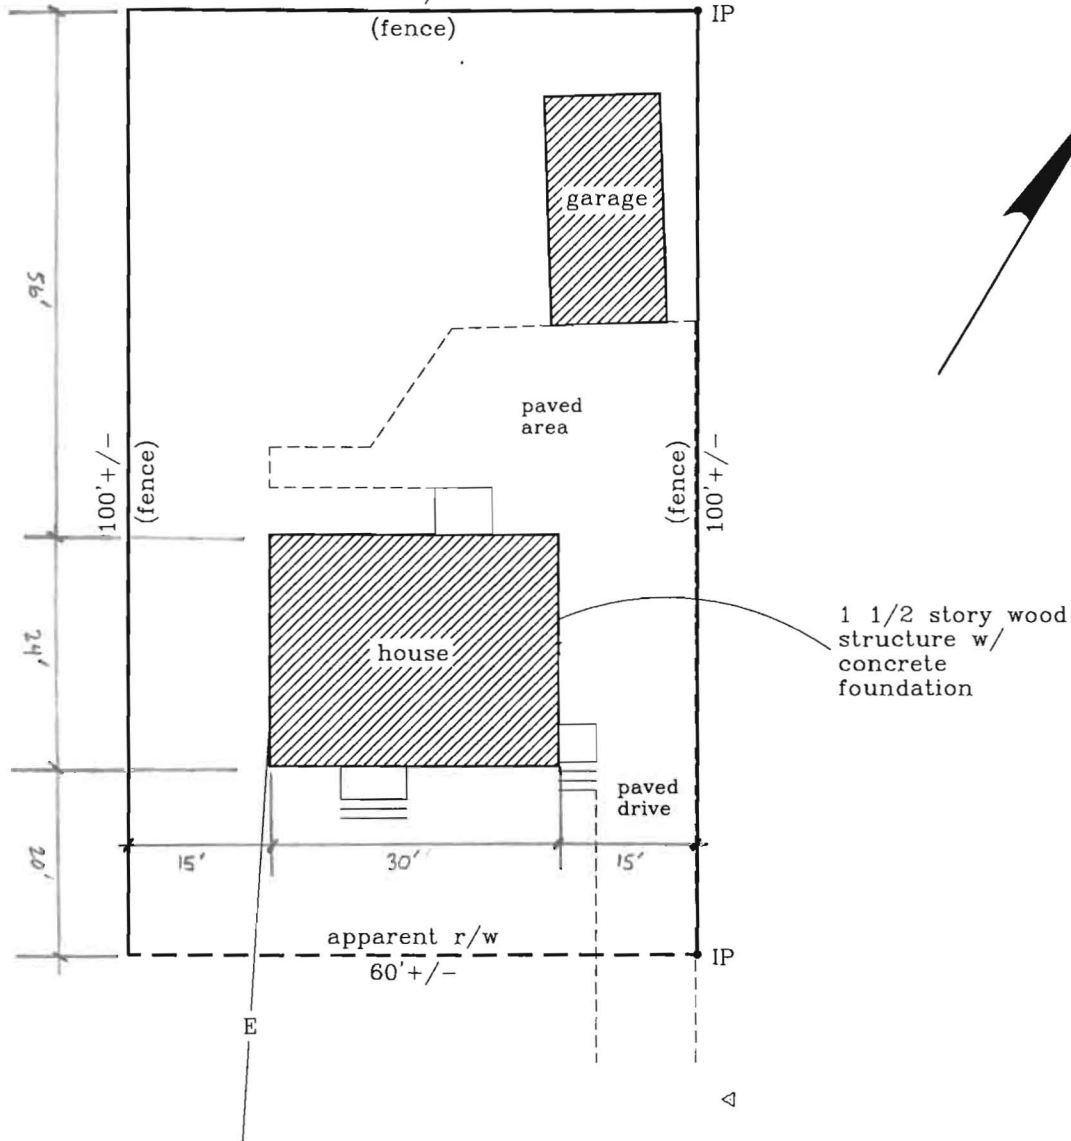 IP
(fence)
garage
56'
paved
area
100'+/-
(fence)
(fence)
100'+/-
1 1/2 story wood
structure w/
concrete
foundation
24'
house
paved
drive
20'
15'
30'
15'
apparent r/w
60'+/-
IP
E